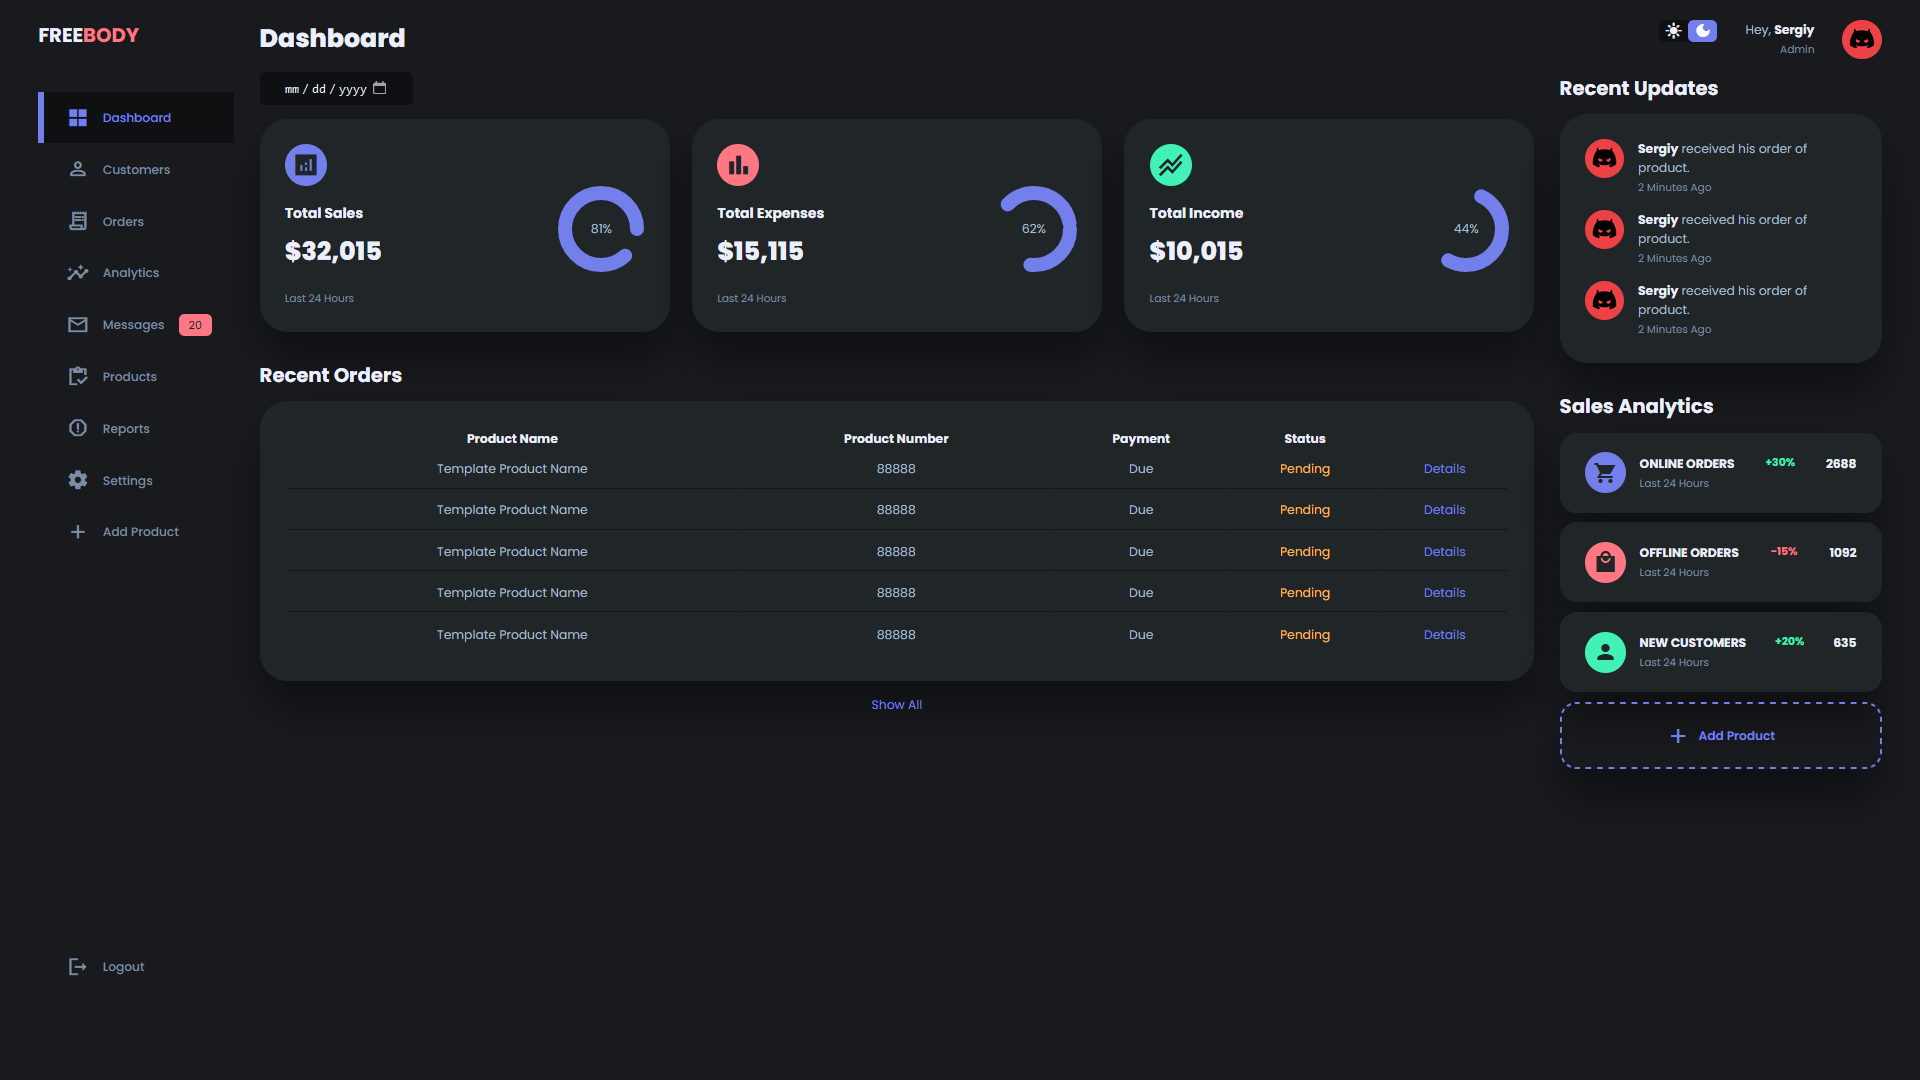 FREEBODY
Dashboard
Customers
Orders
Analytics
Messages 20
Products
Reports
Settings
Add Product
Logout
Dashboard
mm / dd / yyyy
Total Sales
$32,015
81%
Last 24 Hours
Total Expenses
$15,115
62%
Last 24 Hours
Total Income
$10,015
44%
Last 24 Hours
Recent Orders
Product Name Product Number Payment Status
Template Product Name 88888 Due Pending Details
Template Product Name 88888 Due Pending Details
Template Product Name 88888 Due Pending Details
Template Product Name 88888 Due Pending Details
Template Product Name 88888 Due Pending Details
Show All
Hey, Sergiy
Admin
Recent Updates
Sergiy received his order of
product.
2 Minutes Ago
Sergiy received his order of
product.
2 Minutes Ago
Sergiy received his order of
product.
2 Minutes Ago
Sales Analytics
ONLINE ORDERS +30% 2688
Last 24 Hours
OFFLINE ORDERS -15% 1092
Last 24 Hours
NEW CUSTOMERS +20% 635
Last 24 Hours
Add Product